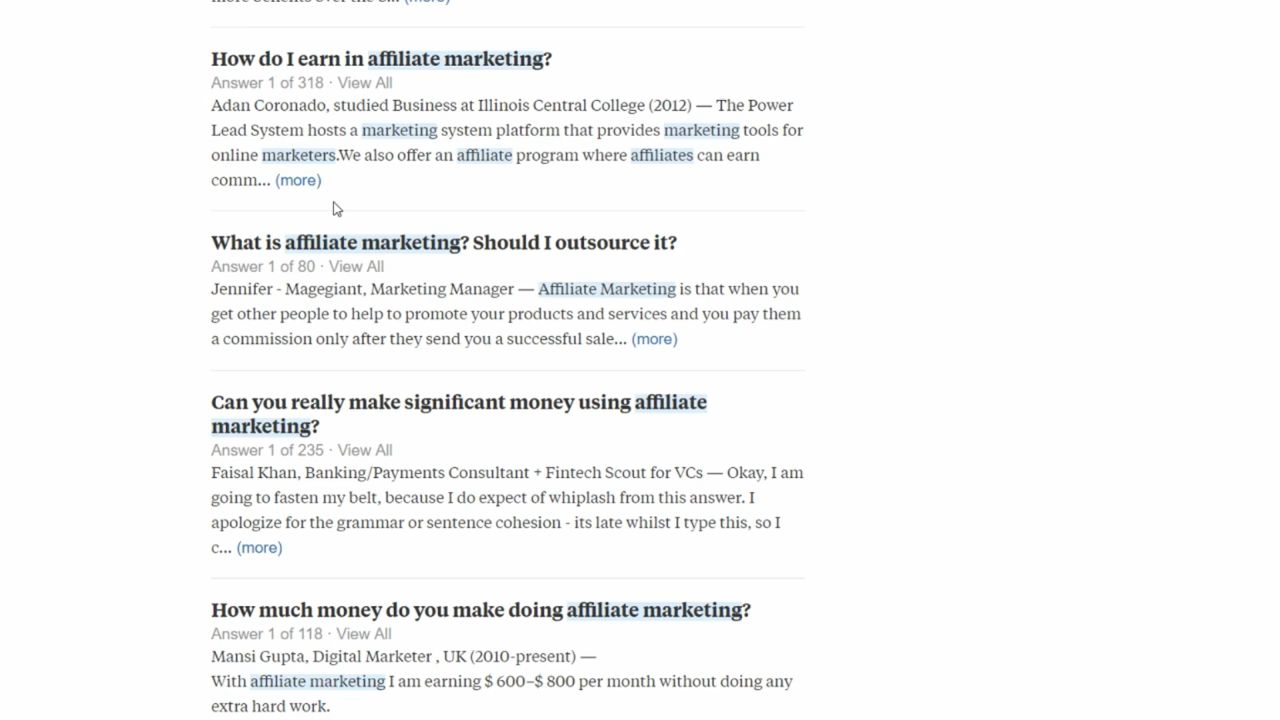 more benefits over the c... (more)
How do I earn in affiliate marketing?
Answer 1 of 318 · View All
Adan Coronado, studied Business at Illinois Central College (2012) — The Power
Lead System hosts a marketing system platform that provides marketing tools for
online marketers.We also offer an affiliate program where affiliates can earn
comm... (more)
What is affiliate marketing? Should I outsource it?
Answer 1 of 80 · View All
Jennifer - Magegiant, Marketing Manager — Affiliate Marketing is that when you
get other people to help to promote your products and services and you pay them
a commission only after they send you a successful sale... (more)
Can you really make significant money using affiliate
marketing?
Answer 1 of 235 · View All
Faisal Khan, Banking/Payments Consultant + Fintech Scout for VCs — Okay, I am
going to fasten my belt, because I do expect of whiplash from this answer. I
apologize for the grammar or sentence cohesion - its late whilst I type this, so I
c... (more)
How much money do you make doing affiliate marketing?
Answer 1 of 118 · View All
Mansi Gupta, Digital Marketer , UK (2010-present) —
With affiliate marketing I am earning $ 600–$ 800 per month without doing any
extra hard work.